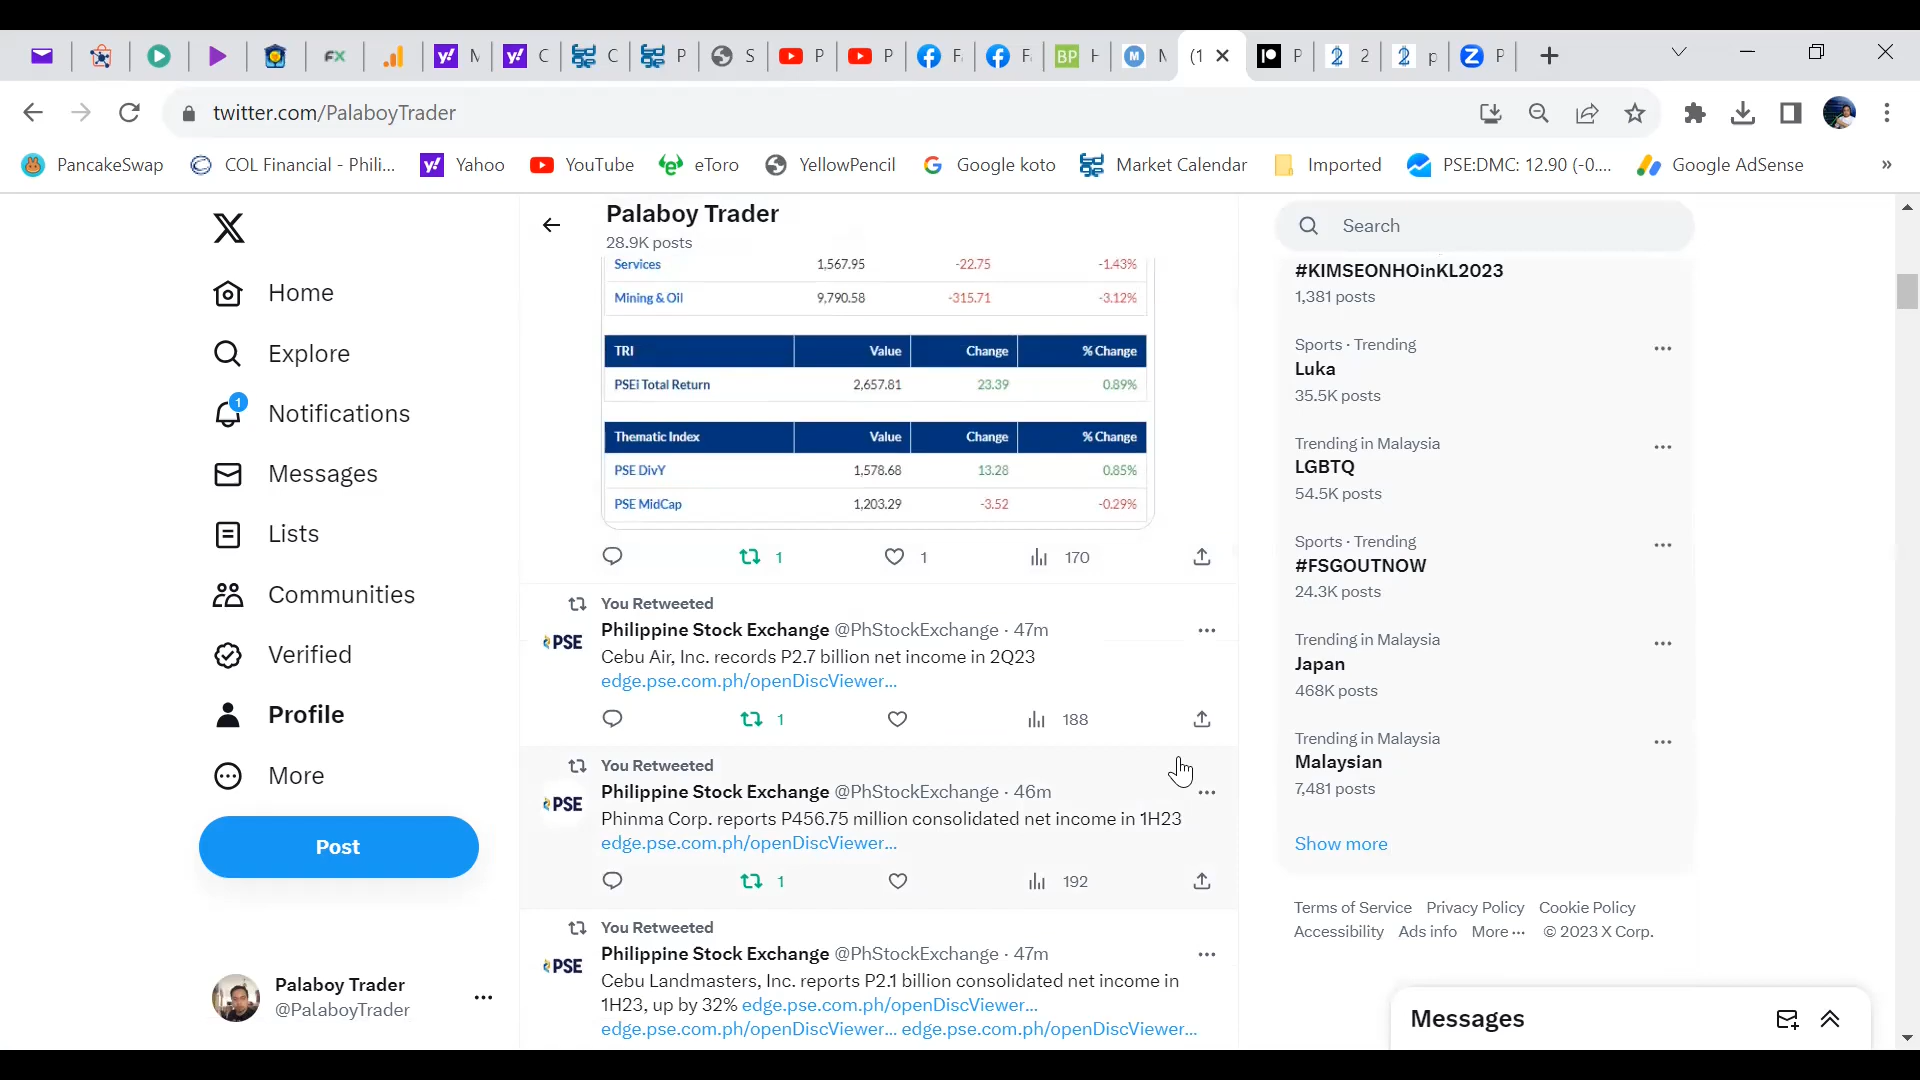 FX
M
C
C
P
S
P
P
F
F
BP
H
M
(1
P
2
p
Z
P
twitter.com/PalaboyTrader
PancakeSwap
COL Financial - Phili...
Yahoo
YouTube
eToro
YellowPencil
Google koto
Market Calendar
Imported
PSE:DMC: 12.90 (-0....
Google AdSense
»
X
Home
Explore
1
Notifications
Messages
Lists
Communities
Verified
Profile
More
Post
Palaboy Trader
@PalaboyTrader
Palaboy Trader
28.9K posts
Services 1,567.95 -22.75 -1.43%
Mining & Oil 9,790.58 -315.71 -3.12%
TRI Value Change % Change
PSEi Total Return 2,657.81 23.39 0.89%
Thematic Index Value Change % Change
PSE DivY 1,578.68 13.28 0.85%
PSE MidCap 1,203.29 -3.52 -0.29%
1 1 170
You Retweeted
PSE
Philippine Stock Exchange @PhStockExchange · 47m
Cebu Air, Inc. records P2.7 billion net income in 2Q23
edge.pse.com.ph/openDiscViewer...
1 188
You Retweeted
PSE
Philippine Stock Exchange @PhStockExchange · 46m
Phinma Corp. reports P456.75 million consolidated net income in 1H23
edge.pse.com.ph/openDiscViewer...
1 192
You Retweeted
PSE
Philippine Stock Exchange @PhStockExchange · 47m
Cebu Landmasters, Inc. reports P2.1 billion consolidated net income in
1H23, up by 32% edge.pse.com.ph/openDiscViewer...
edge.pse.com.ph/openDiscViewer... edge.pse.com.ph/openDiscViewer...
Search
#KIMSEONHOinKL2023
1,381 posts
Sports · Trending
Luka
35.5K posts
Trending in Malaysia
LGBTQ
54.5K posts
Sports · Trending
#FSGOUTNOW
24.3K posts
Trending in Malaysia
Japan
468K posts
Trending in Malaysia
Malaysian
7,481 posts
Show more
Terms of Service Privacy Policy Cookie Policy
Accessibility Ads info More ··· © 2023 X Corp.
Messages